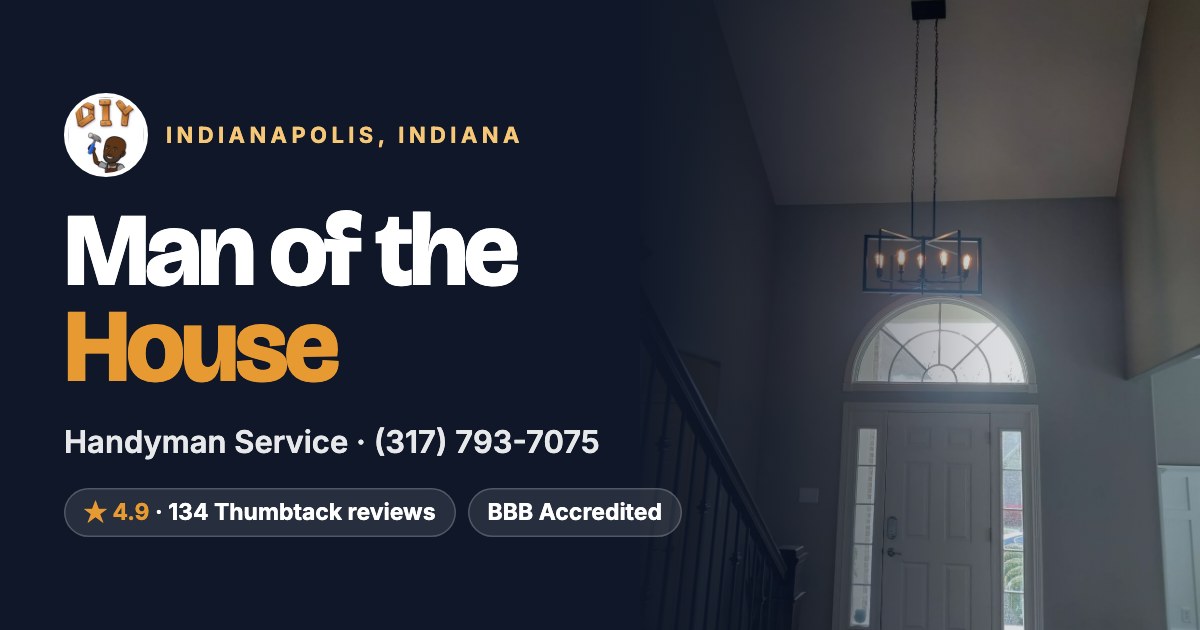 DIY
INDIANAPOLIS, INDIANA
Man of the
House
Handyman Service · (317) 793-7075
★ 4.9 · 134 Thumbtack reviews
BBB Accredited